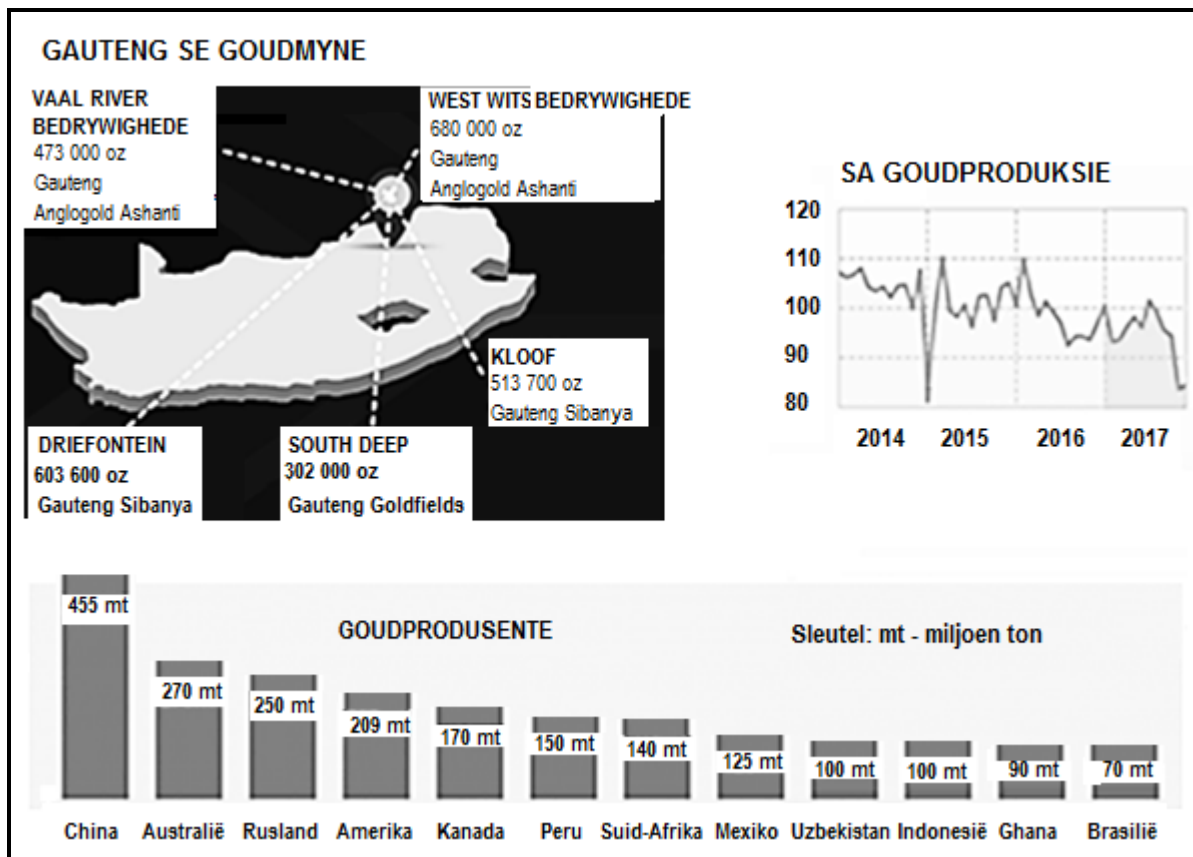 GAUTENG SE GOUDMYNE
VAAL RIVER
BEDRYWIGHEDE
473 000 oz
Gauteng
Anglogold Ashanti
WEST WITS BEDRYWIGHEDE
680 000 oz
Gauteng
Anglogold Ashanti
KLOOF
513 700 oz
Gauteng Sibanya
DRIEFONTEIN
603 600 oz
Gauteng Sibanya
SOUTH DEEP
302 000 oz
Gauteng Goldfields
SA GOUDPRODUKSIE
120
110
100
90
80
2014 2015 2016 2017
GOUDPRODUSENTE
Sleutel: mt - miljoen ton
455 mt
270 mt
250 mt
209 mt
170 mt
150 mt
140 mt
125 mt
100 mt
100 mt
90 mt
70 mt
China Australië Rusland Amerika Kanada Peru Suid-Afrika Mexiko Uzbekistan Indonesië Ghana Brasilië